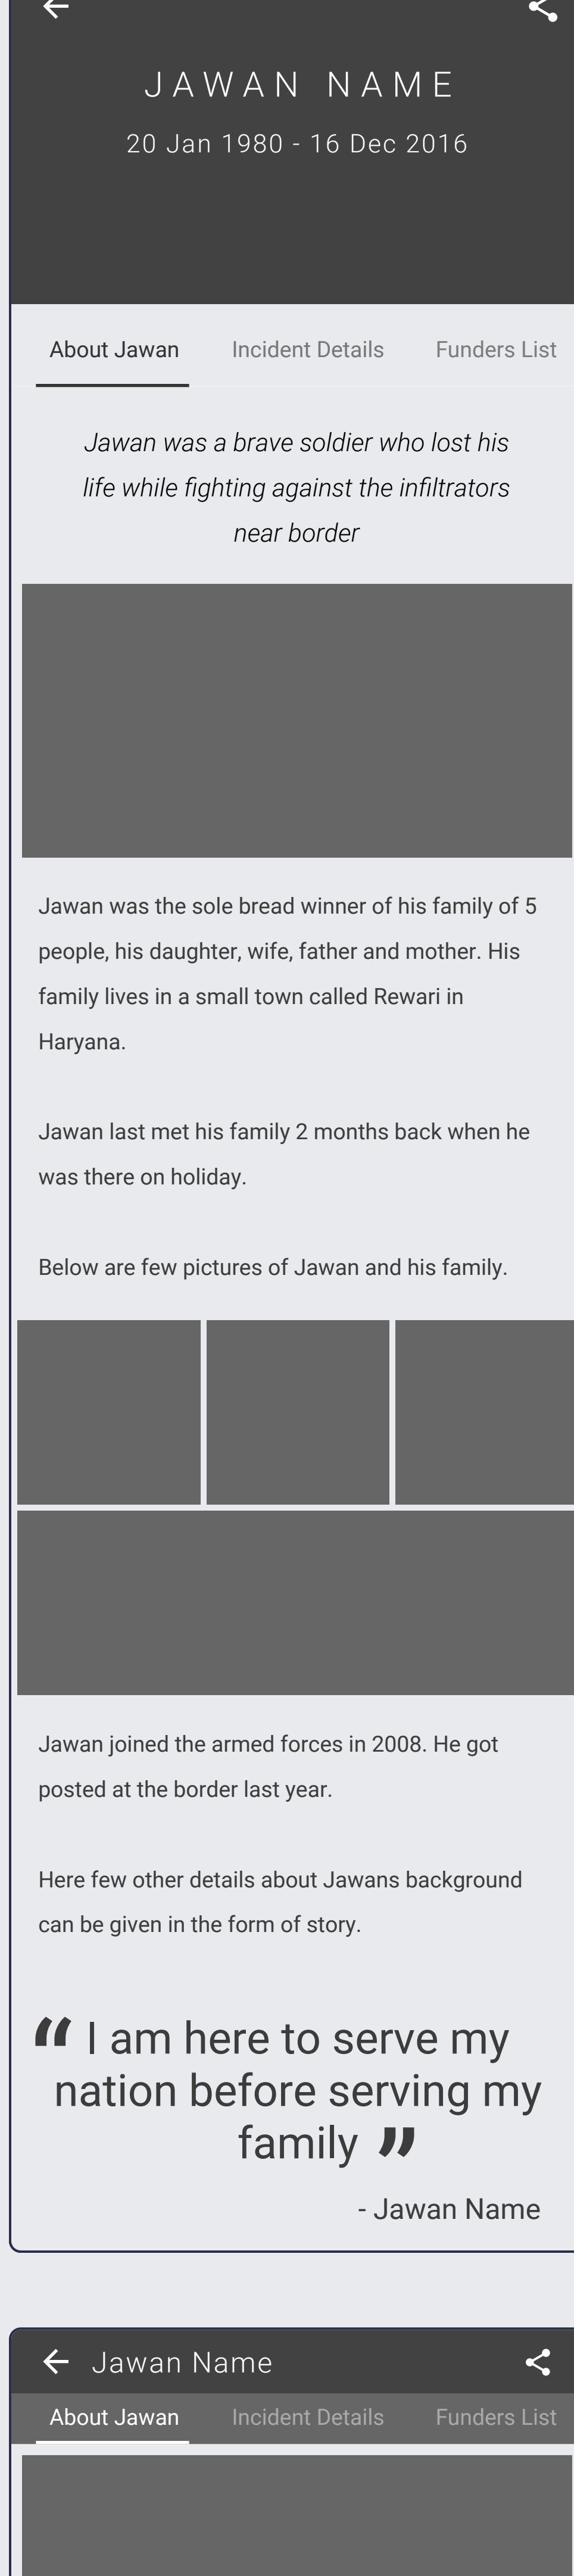 JAWAN NAME
20 Jan 1980 - 16 Dec 2016
About Jawan Incident Details Funders List
Jawan was a brave soldier who lost his
life while fighting against the infiltrators
near border
Jawan was the sole bread winner of his family of 5
people, his daughter, wife, father and mother. His
family lives in a small town called Rewari in
Haryana.
Jawan last met his family 2 months back when he
was there on holiday.
Below are few pictures of Jawan and his family.
Jawan joined the armed forces in 2008. He got
posted at the border last year.
Here few other details about Jawans background
can be given in the form of story.
“ I am here to serve my
nation before serving my
family ”
- Jawan Name
Jawan Name
About Jawan Incident Details Funders List